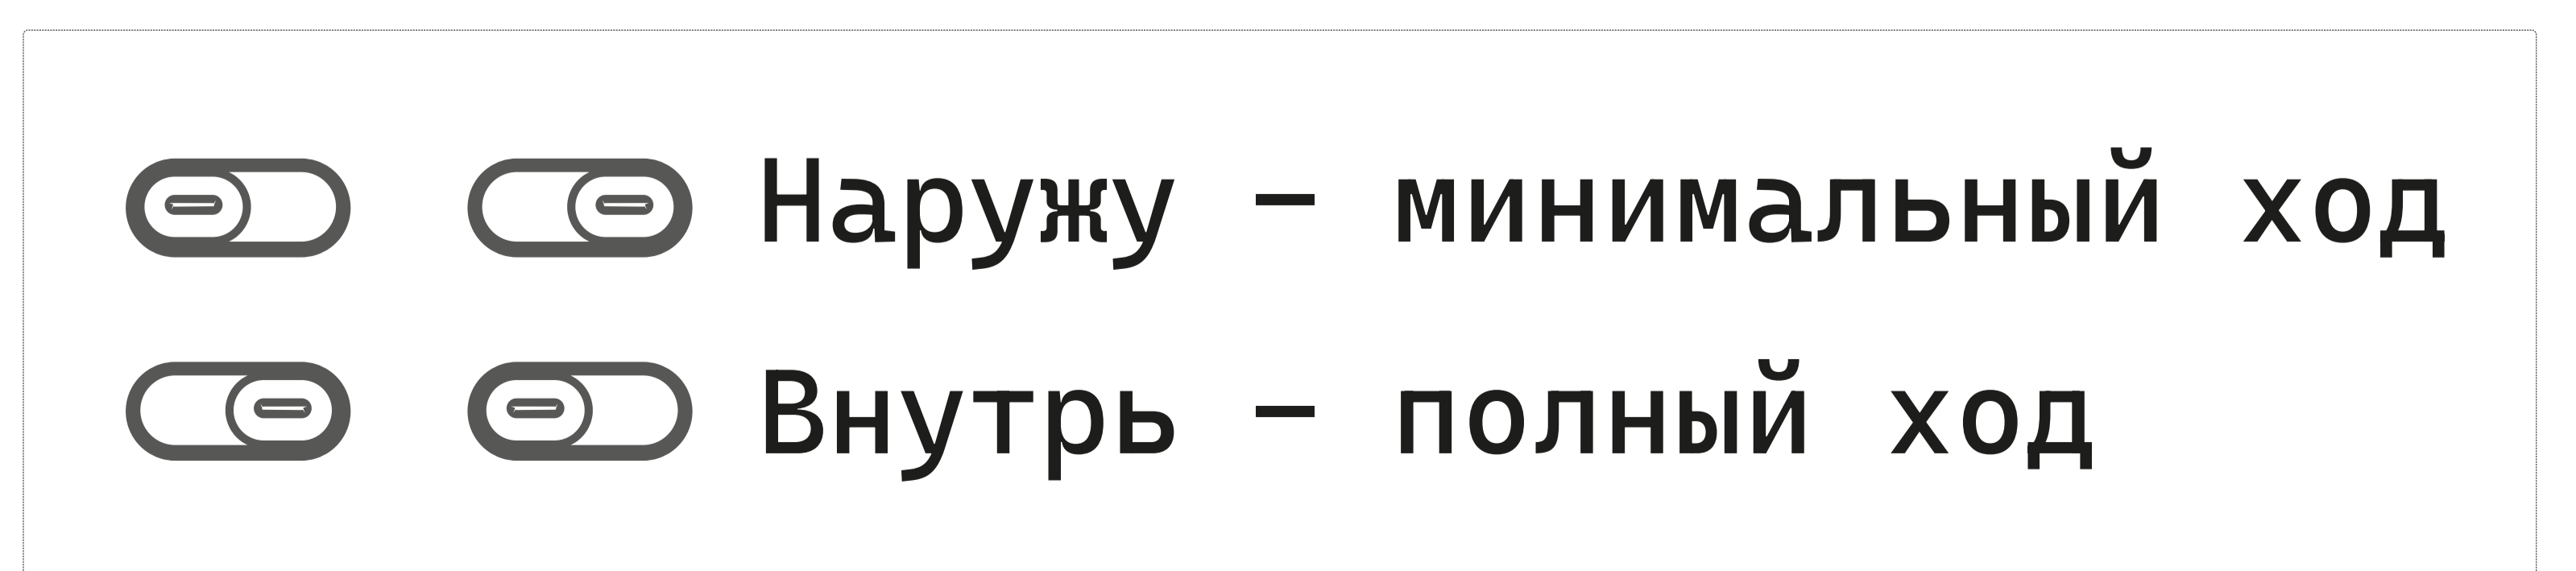 Наружу – минимальный ход
Внутрь – полный ход